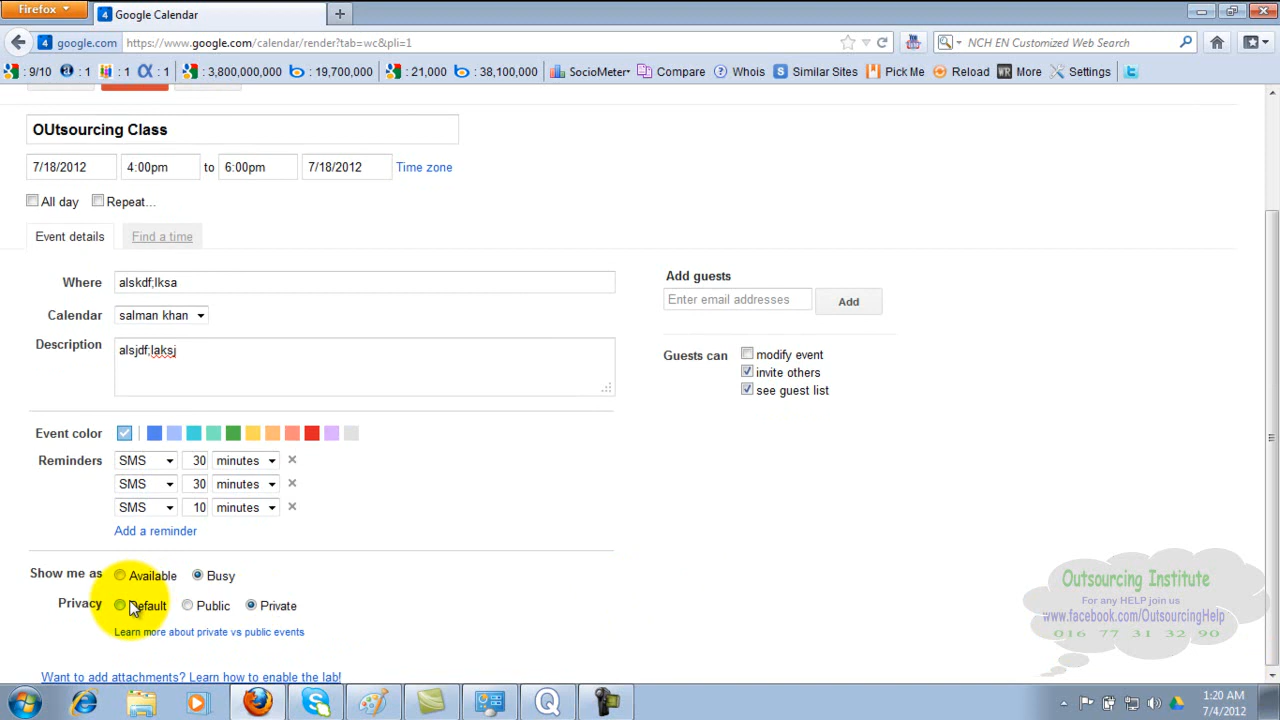 Firefox
4 Google Calendar
4 google.com https://www.google.com/calendar/render?tab=wc&pli=1 NCH EN Customized Web Search
: 9/10 : 1 : 1 : 1 : 3,800,000,000 : 19,700,000 : 21,000 : 38,100,000 SocioMeter Compare Whois Similar Sites Pick Me Reload More Settings
OUtsourcing Class
7/18/2012 4:00pm to 6:00pm 7/18/2012 Time zone
All day Repeat...
Event details Find a time
Where alskdf;lksa
Calendar salman khan
Description alsjdf;laksj
Add guests
Enter email addresses Add
Guests can modify event
invite others
see guest list
Event color
Reminders SMS 30 minutes
SMS 30 minutes
SMS 10 minutes
Add a reminder
Show me as Available Busy
Privacy Default Public Private
Learn more about private vs public events
Want to add attachments? Learn how to enable the lab!
Outsourcing Institute
For any HELP join us
www.facebook.com/OutsourcingHelp
016 77 31 32 90
1:20 AM
7/4/2012